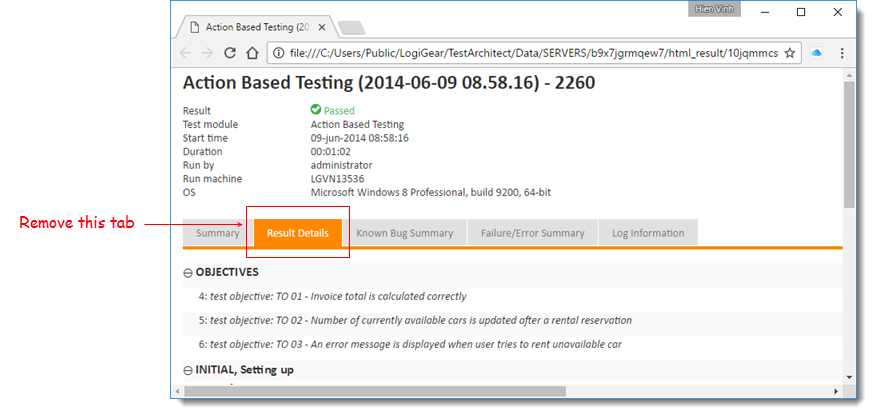 Hien Vinh
Action Based Testing (20
file:///C:/Users/Public/LogiGear/TestArchitect/Data/SERVERS/b9x7jgrmqew7/html_result/10jqmmcs
Action Based Testing (2014-06-09 08.58.16) - 2260
Result Passed
Test module Action Based Testing
Start time 09-jun-2014 08:58:16
Duration 00:01:02
Run by administrator
Run machine LGVN13536
OS Microsoft Windows 8 Professional, build 9200, 64-bit
Remove this tab
Summary Result Details Known Bug Summary Failure/Error Summary Log Information
OBJECTIVES
4: test objective: TO 01 - Invoice total is calculated correctly
5: test objective: TO 02 - Number of currently available cars is updated after a rental reservation
6: test objective: TO 03 - An error message is displayed when user tries to rent unavailable car
INITIAL, Setting up